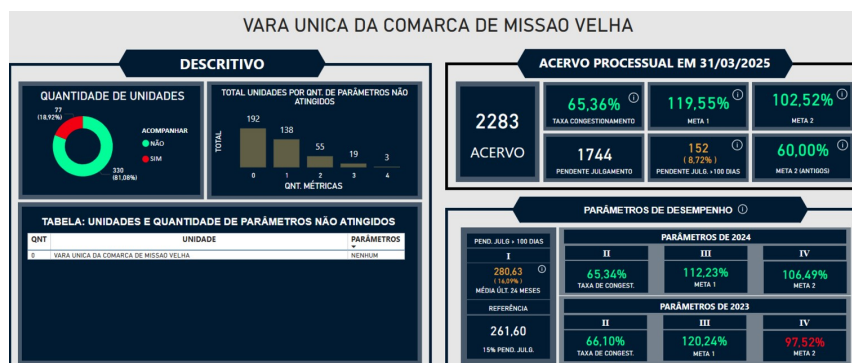 VARA UNICA DA COMARCA DE MISSAO VELHA
DESCRITIVO
QUANTIDADE DE UNIDADES
77
(18,92%)
ACOMPANHAR
NÃO
SIM
330
(81,08%)
TOTAL UNIDADES POR QNT. DE PARÂMETROS NÃO
ATINGIDOS
TOTAL
192
138
55
19
3
0 1 2 3 4
QNT. MÉTRICAS
TABELA: UNIDADES E QUANTIDADE DE PARÂMETROS NÃO ATINGIDOS
QNT UNIDADE PARÂMETROS
0 VARA UNICA DA COMARCA DE MISSAO VELHA NENHUM
ACERVO PROCESSUAL EM 31/03/2025
2283
ACERVO
65,36%
TAXA CONGESTIONAMENTO
119,55%
META 1
102,52%
META 2
1744
PENDENTE JULGAMENTO
152
(8,72%)
PENDENTE JULG. >100 DIAS
60,00%
META 2 (ANTIGOS)
PARÂMETROS DE DESEMPENHO
PEND. JULG > 100 DIAS
I
280,63
(16,09%)
MÉDIA ÚLT. 24 MESES
REFERÊNCIA
261,60
15% PEND. JULG.
PARÂMETROS DE 2024
II III IV
65,34% 112,23% 106,49%
TAXA DE CONGEST. META 1 META 2
PARÂMETROS DE 2023
II III IV
66,10% 120,24% 97,52%
TAXA DE CONGEST. META 1 META 2